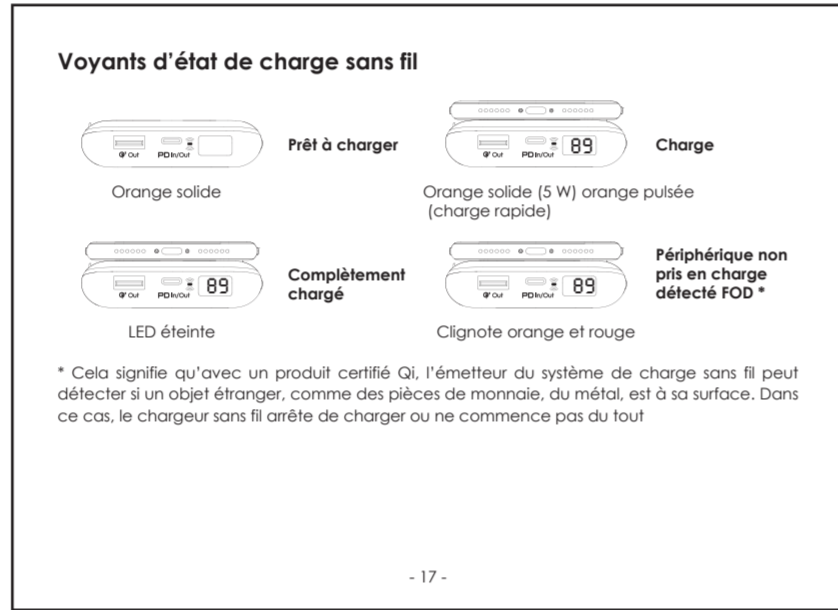 Voyants d’état de charge sans fil
Out
PD In/Out
Prêt à charger
Orange solide
Out
PD In/Out
89
Charge
Orange solide (5 W) orange pulsée
(charge rapide)
Out
PD In/Out
89
Complètement
chargé
LED éteinte
Out
PD In/Out
89
Périphérique non
pris en charge
détecté FOD *
Clignote orange et rouge
* Cela signifie qu’avec un produit certifié Qi, l’émetteur du système de charge sans fil peut
détecter si un objet étranger, comme des pièces de monnaie, du métal, est à sa surface. Dans
ce cas, le chargeur sans fil arrête de charger ou ne commence pas du tout
- 17 -